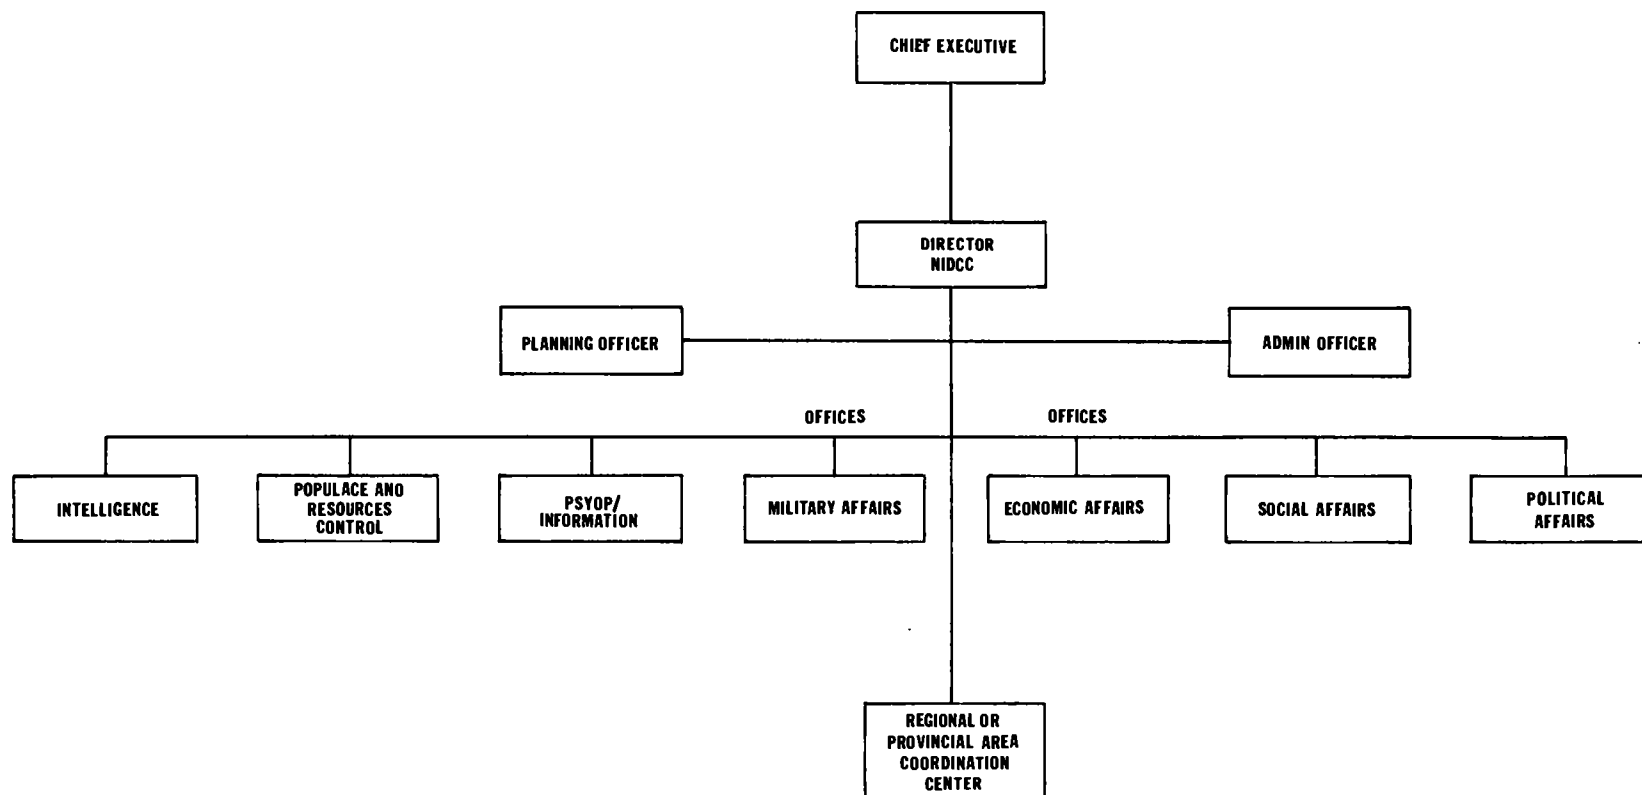 CHIEF EXECUTIVE
DIRECTOR
NIDCC
PLANNING OFFICER
ADMIN OFFICER
OFFICES
OFFICES
INTELLIGENCE
POPULACE AND
RESOURCES
CONTROL
PSYOP/
INFORMATION
MILITARY AFFAIRS
ECONOMIC AFFAIRS
SOCIAL AFFAIRS
POLITICAL
AFFAIRS
REGIONAL OR
PROVINCIAL AREA
COORDINATION
CENTER